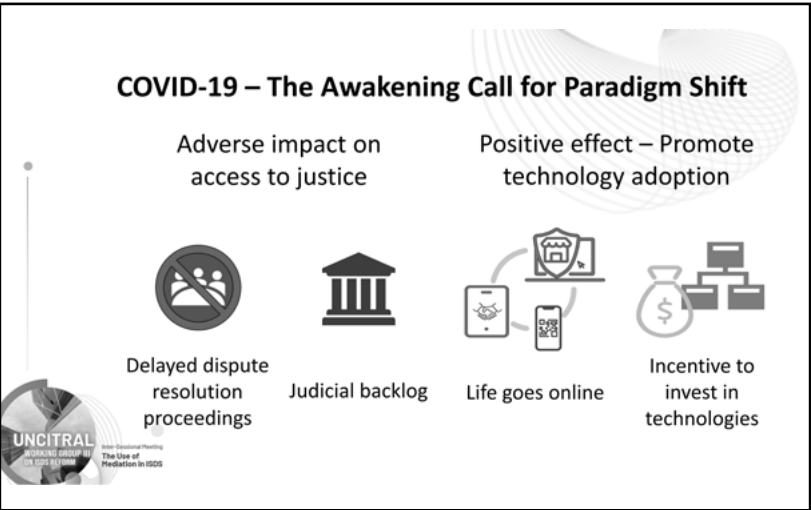 COVID-19 – The Awakening Call for Paradigm Shift
Adverse impact on
access to justice
Positive effect – Promote
technology adoption
Delayed dispute
resolution
proceedings
Judicial backlog
Life goes online
$
Incentive to
invest in
technologies
UNCITRAL
WORKING GROUP III
ON ISDS REFORM
Inter-Sessional Meeting
The Use of
Mediation in ISDS